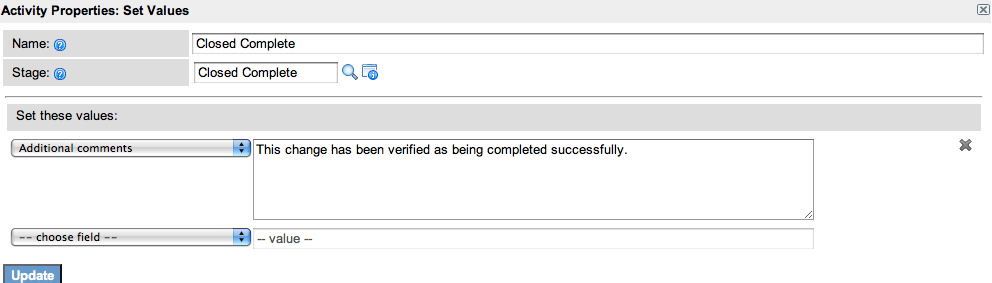 Activity Properties: Set Values
Name:
Closed Complete
Stage:
Closed Complete
Set these values:
Additional comments
This change has been verified as being completed successfully.
-- choose field --
-- value --
Update